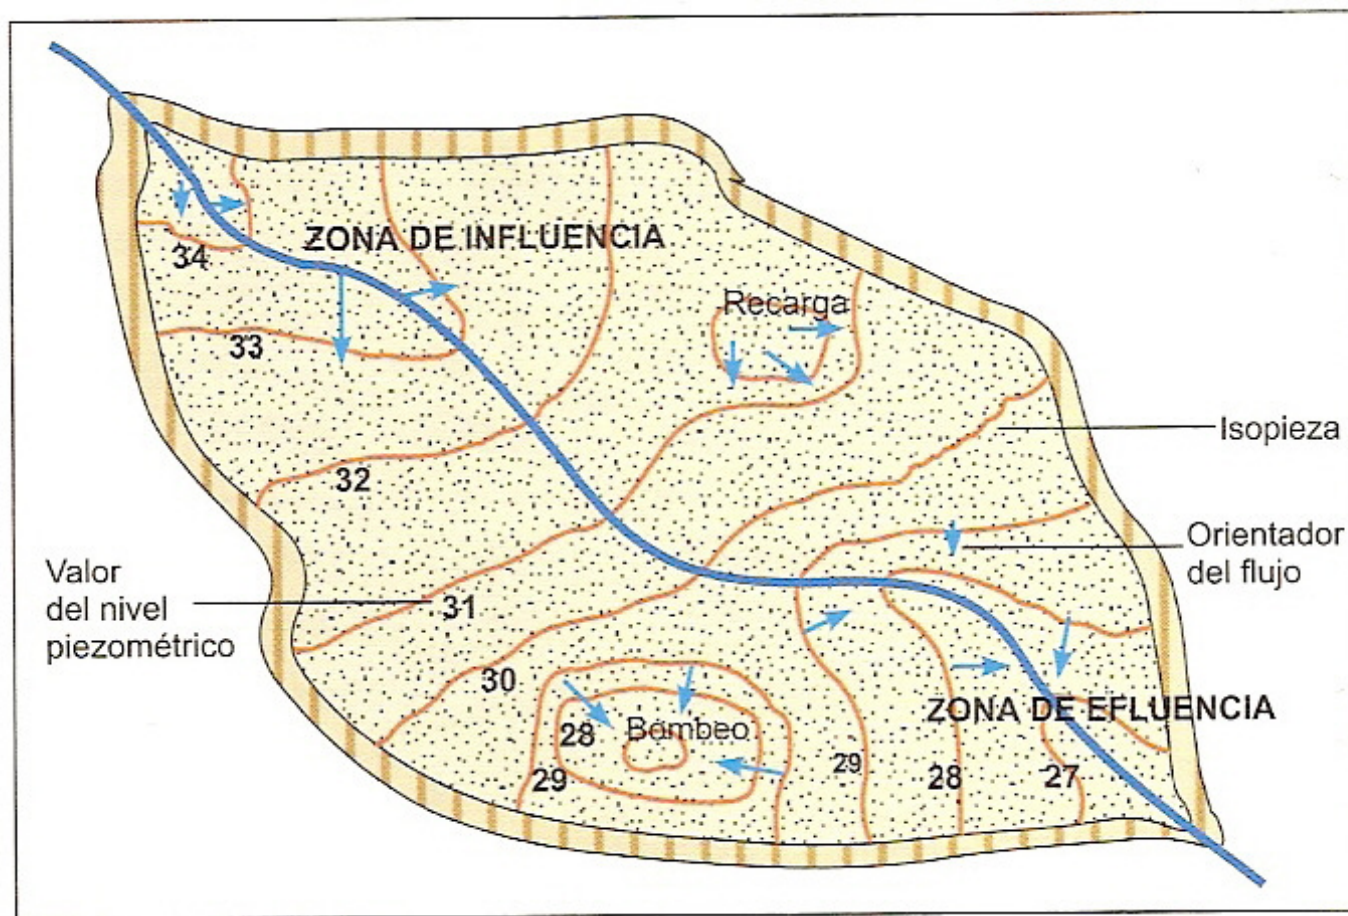 ZONA DE INFLUENCIA
34
Recarga
33
Isopieza
32
Orientador
del flujo
Valor
del nivel
piezométrico
31
30
ZONA DE EFLUENCIA
28
Bombeo
29
29
28
27